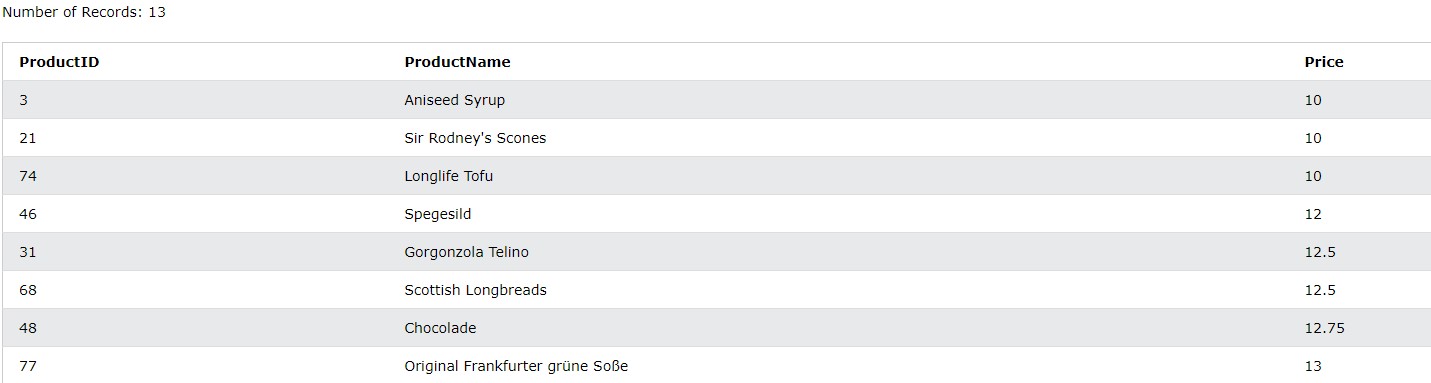 Number of Records: 13
ProductID ProductName Price
3 Aniseed Syrup 10
21 Sir Rodney's Scones 10
74 Longlife Tofu 10
46 Spegesild 12
31 Gorgonzola Telino 12.5
68 Scottish Longbreads 12.5
48 Chocolade 12.75
77 Original Frankfurter grüne Soße 13